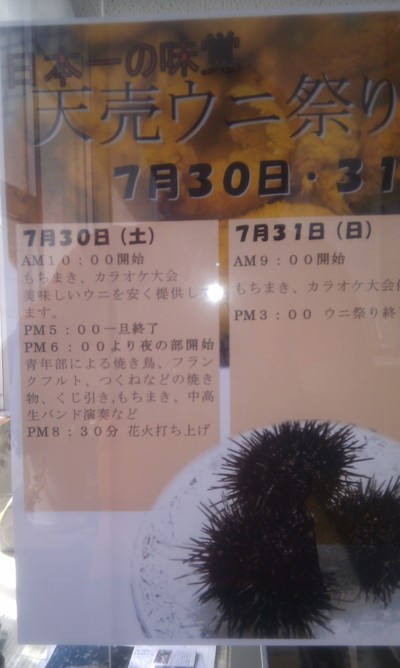 日本一の味覚
天売ウニ祭り
7月30日・31
7月30日（土）
AM10：00開始
もちまき、カラオケ大会
美味しいウニを安く提供し
ます。
PM5：00一旦終了
PM6：00より夜の部開始
青年部による焼き鳥、フラン
クフルト、つくねなどの焼き
物、くじ引き,もちまき、中高
生バンド演奏など
PM8：30分 花火打ち上げ
7月31日（日）
AM9：00開始
もちまき、カラオケ大会
PM3：00 ウニ祭り終